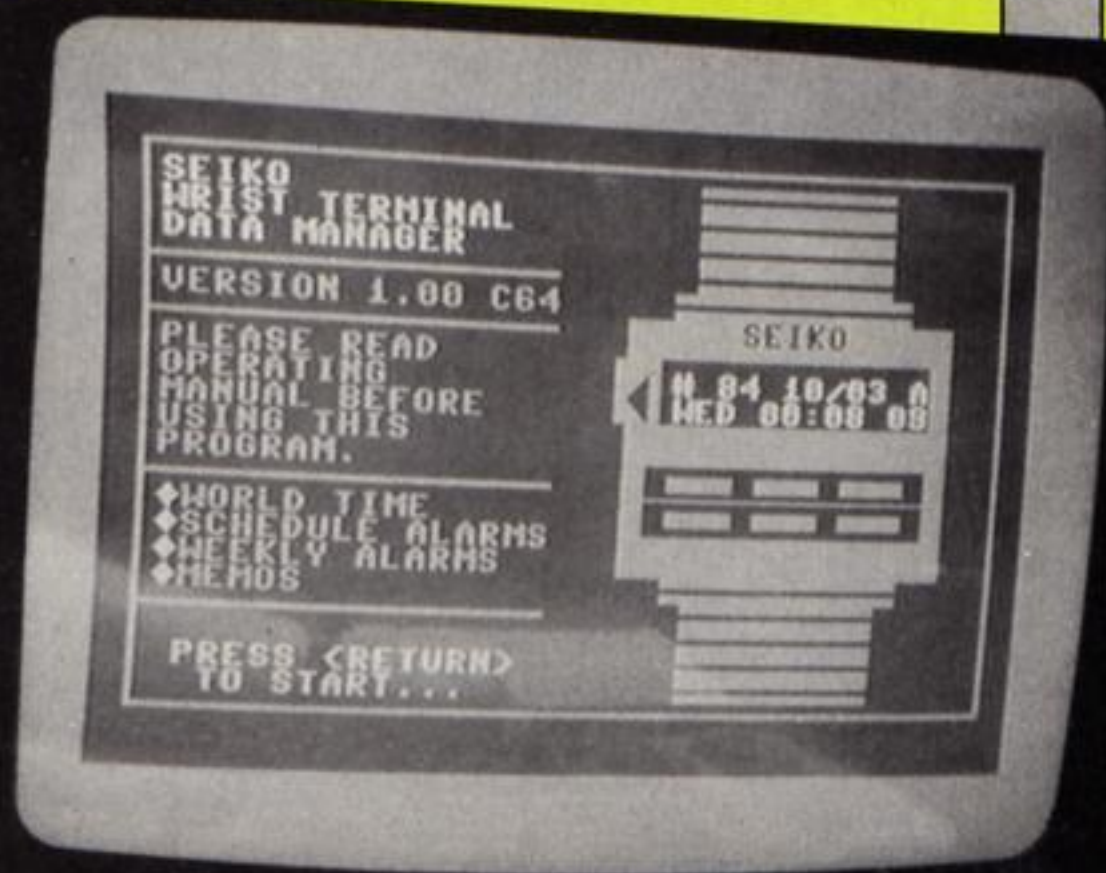 SEIKO
WRIST TERMINAL
DATA MANAGER
VERSION 1.00 C64
PLEASE READ
OPERATING
MANUAL BEFORE
USING THIS
PROGRAM.
◆WORLD TIME
◆SCHEDULE ALARMS
◆WEEKLY ALARMS
◆MEMOS
PRESS <RETURN>
TO START...
SEIKO
84 10/03 A
WED 00:08